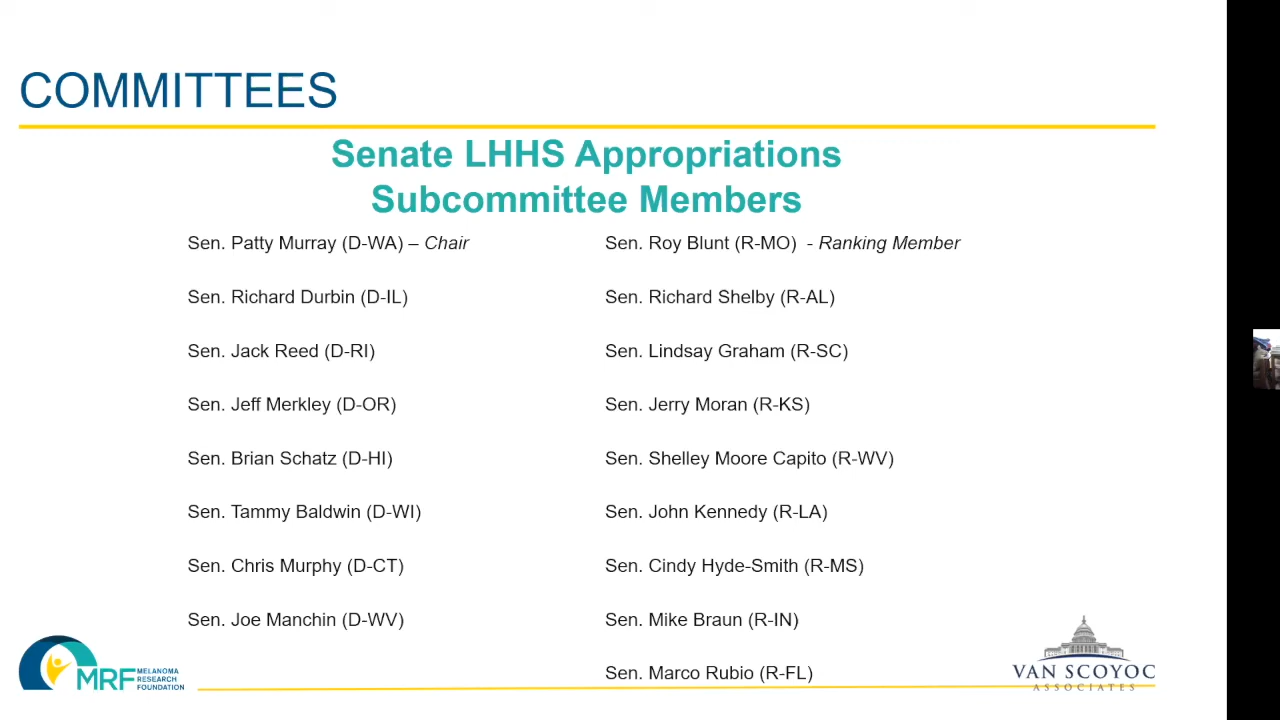 COMMITTEES
Senate LHHS Appropriations
Subcommittee Members
Sen. Patty Murray (D-WA) – Chair
Sen. Richard Durbin (D-IL)
Sen. Jack Reed (D-RI)
Sen. Jeff Merkley (D-OR)
Sen. Brian Schatz (D-HI)
Sen. Tammy Baldwin (D-WI)
Sen. Chris Murphy (D-CT)
Sen. Joe Manchin (D-WV)
Sen. Roy Blunt (R-MO) - Ranking Member
Sen. Richard Shelby (R-AL)
Sen. Lindsay Graham (R-SC)
Sen. Jerry Moran (R-KS)
Sen. Shelley Moore Capito (R-WV)
Sen. John Kennedy (R-LA)
Sen. Cindy Hyde-Smith (R-MS)
Sen. Mike Braun (R-IN)
Sen. Marco Rubio (R-FL)
MRF
MELANOMA
RESEARCH
FOUNDATION
VAN SCOYOC
ASSOCIATES